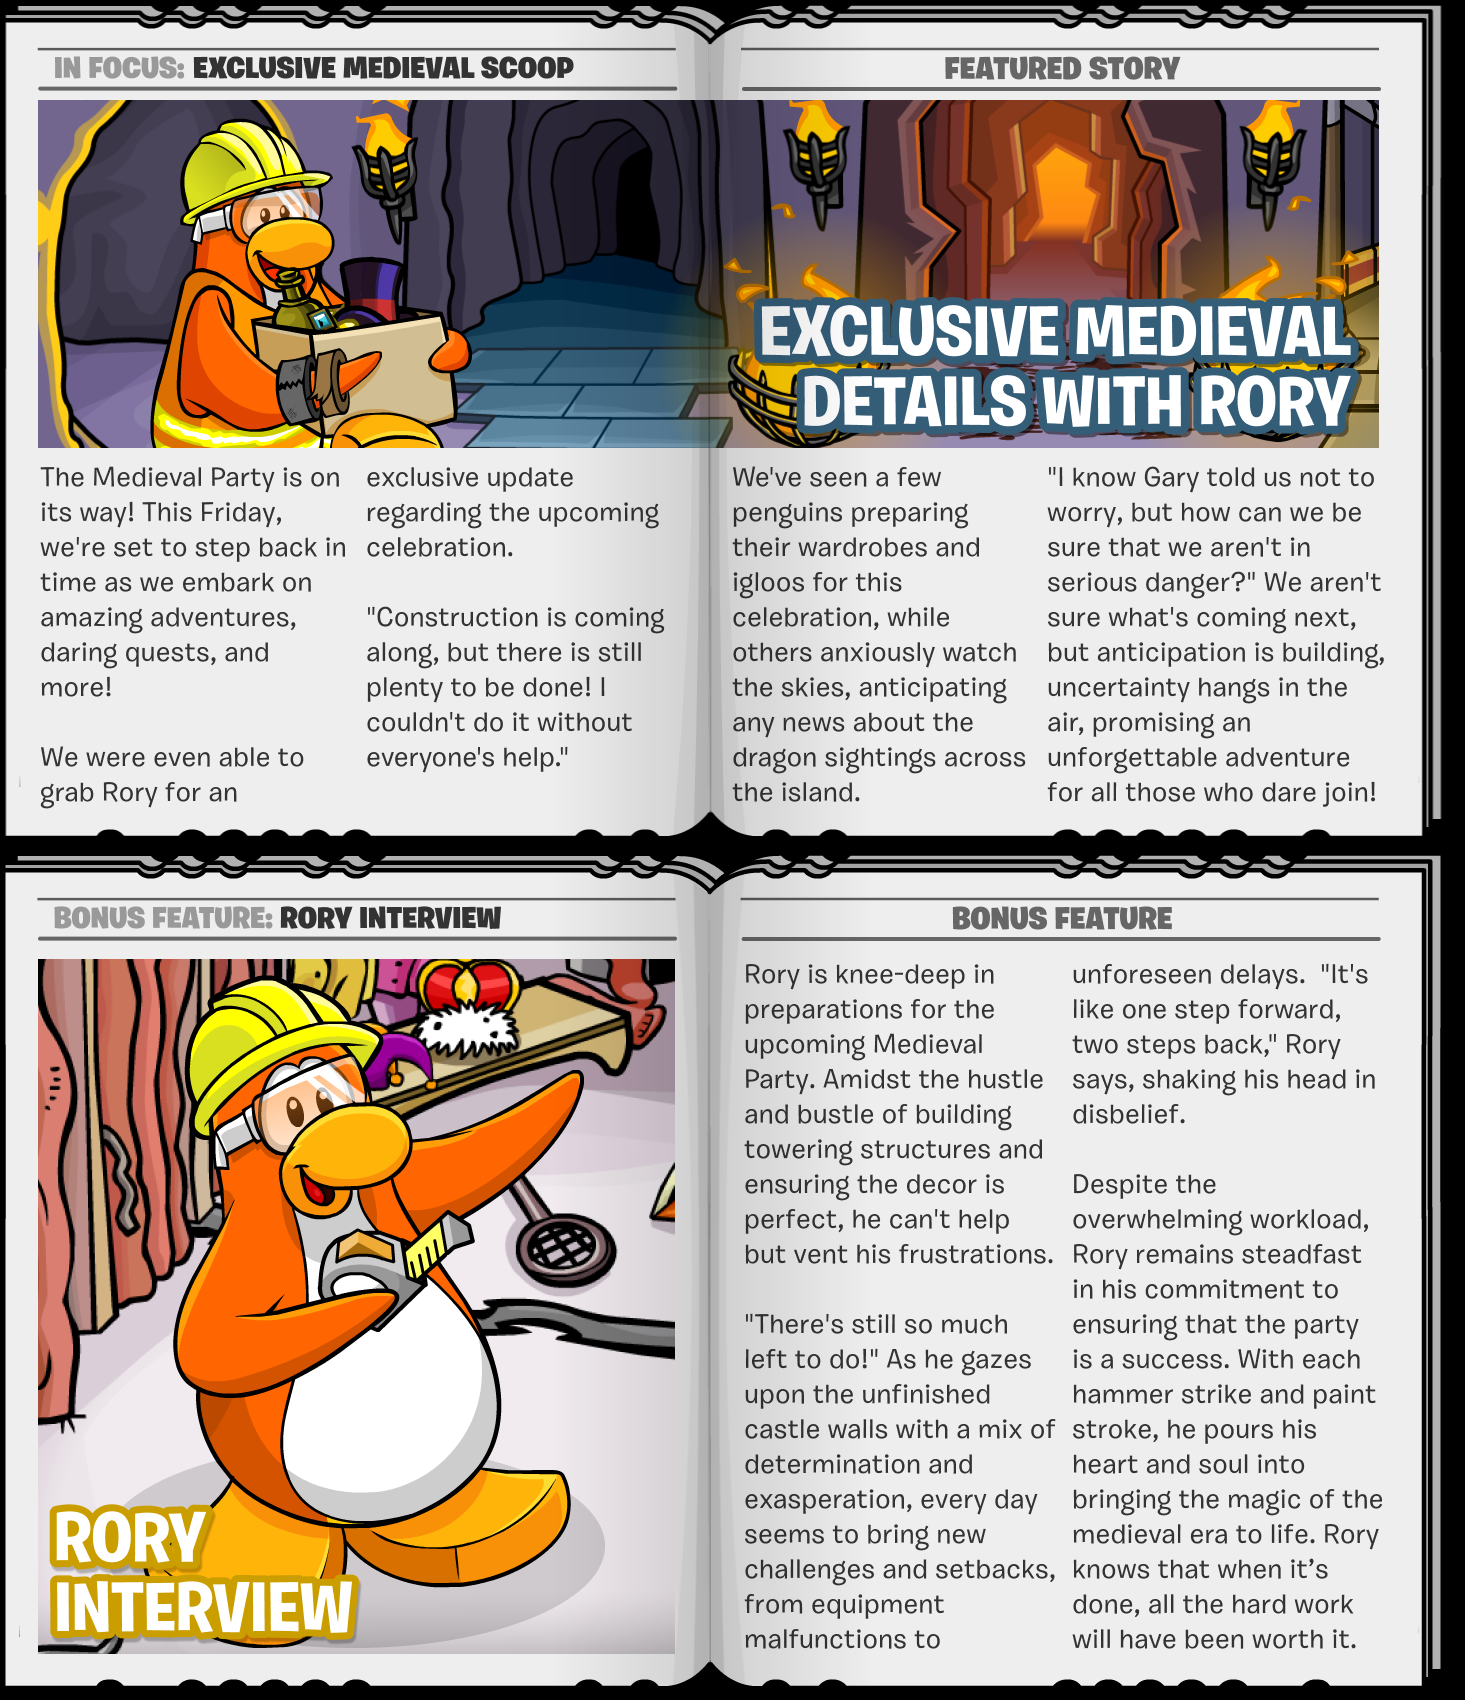 IN FOCUS: EXCLUSIVE MEDIEVAL SCOOP
The Medieval Party is on
its way! This Friday,
we're set to step back in
time as we embark on
amazing adventures,
daring quests, and
more!
We were even able to
grab Rory for an
exclusive update
regarding the upcoming
celebration.
"Construction is coming
along, but there is still
plenty to be done! I
couldn't do it without
everyone's help."
FEATURED STORY
EXCLUSIVE MEDIEVAL
DETAILS WITH RORY
We've seen a few
penguins preparing
their wardrobes and
igloos for this
celebration, while
others anxiously watch
the skies, anticipating
any news about the
dragon sightings across
the island.
"I know Gary told us not to
worry, but how can we be
sure that we aren't in
serious danger?" We aren't
sure what's coming next,
but anticipation is building,
uncertainty hangs in the
air, promising an
unforgettable adventure
for all those who dare join!
BONUS FEATURE: RORY INTERVIEW
RORY
INTERVIEW
BONUS FEATURE
Rory is knee-deep in
preparations for the
upcoming Medieval
Party. Amidst the hustle
and bustle of building
towering structures and
ensuring the decor is
perfect, he can't help
but vent his frustrations.
"There's still so much
left to do!" As he gazes
upon the unfinished
castle walls with a mix of
determination and
exasperation, every day
seems to bring new
challenges and setbacks,
from equipment
malfunctions to
unforeseen delays.  "It's
like one step forward,
two steps back," Rory
says, shaking his head in
disbelief.
Despite the
overwhelming workload,
Rory remains steadfast
in his commitment to
ensuring that the party
is a success. With each
hammer strike and paint
stroke, he pours his
heart and soul into
bringing the magic of the
medieval era to life. Rory
knows that when it’s
done, all the hard work
will have been worth it.